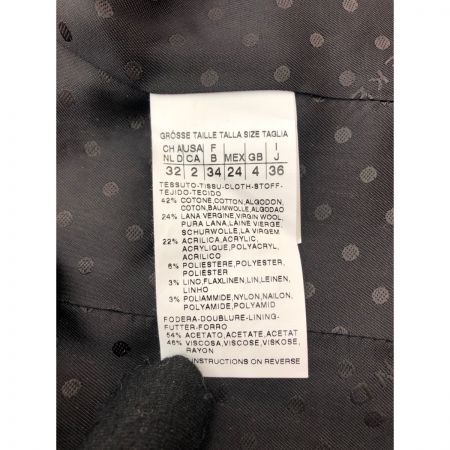 GRÖSSE TAILLE TALLA SIZE TAGLIA
CH A USA F I
NL D CA B MEX GB J
32 2 34 24 4 36
TESSUTO-TISSU-CLOTH-STOFF-
TEJIDO-TECIDO
42% COTONE,COTTON,ALGODON,
COTON,BAUMWOLLE,ALGODAO
24% LANA VERGINE,VIRGIN WOOL,
PURA LANA,LAINE VIERGE,
SCHURWOLLE,LÃ VIRGEM
22% ACRILICA,ACRYLIC,
ACRYLIQUE,POLYACRYL,
ACRILICO
6% POLIESTERE,POLYESTER,
POLIESTER
3% LINO,FLAX,LINEN,LIN,LEINEN,
LINHO
3% POLIAMMIDE,NYLON,NAILON,
POLYAMIDE,POLYAMID
FODERA-DOUBLURE-LINING-
FUTTER-FORRO
54% ACETATO,ACETATE,ACETAT
46% VISCOSA,VISCOSE,VISKOSE,
RAYON
INSTRUCTIONS ON REVERSE